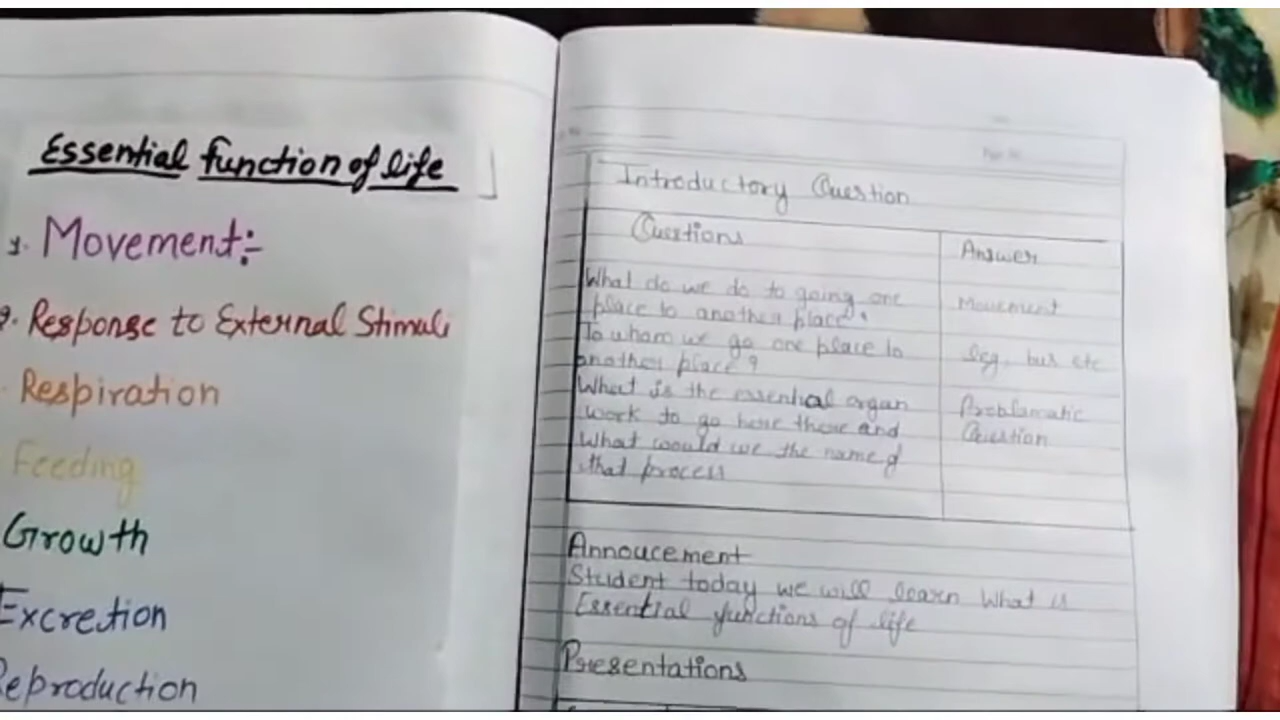 Essential function of life
1. Movement:-
2. Response to External Stimuli
Respiration
Feeding
Growth
Excretion
Reproduction
Introductory Question
Questions
Answer
What do we do to going one
place to another place?
Movement
To whom we go one place to
another place?
leg, bus etc
What is the essential organ
work to go here there and
What would we the name of
that process
Problamatic
Question
Annoucement
Student today we will learn What is
Essential functions of life
Presentations